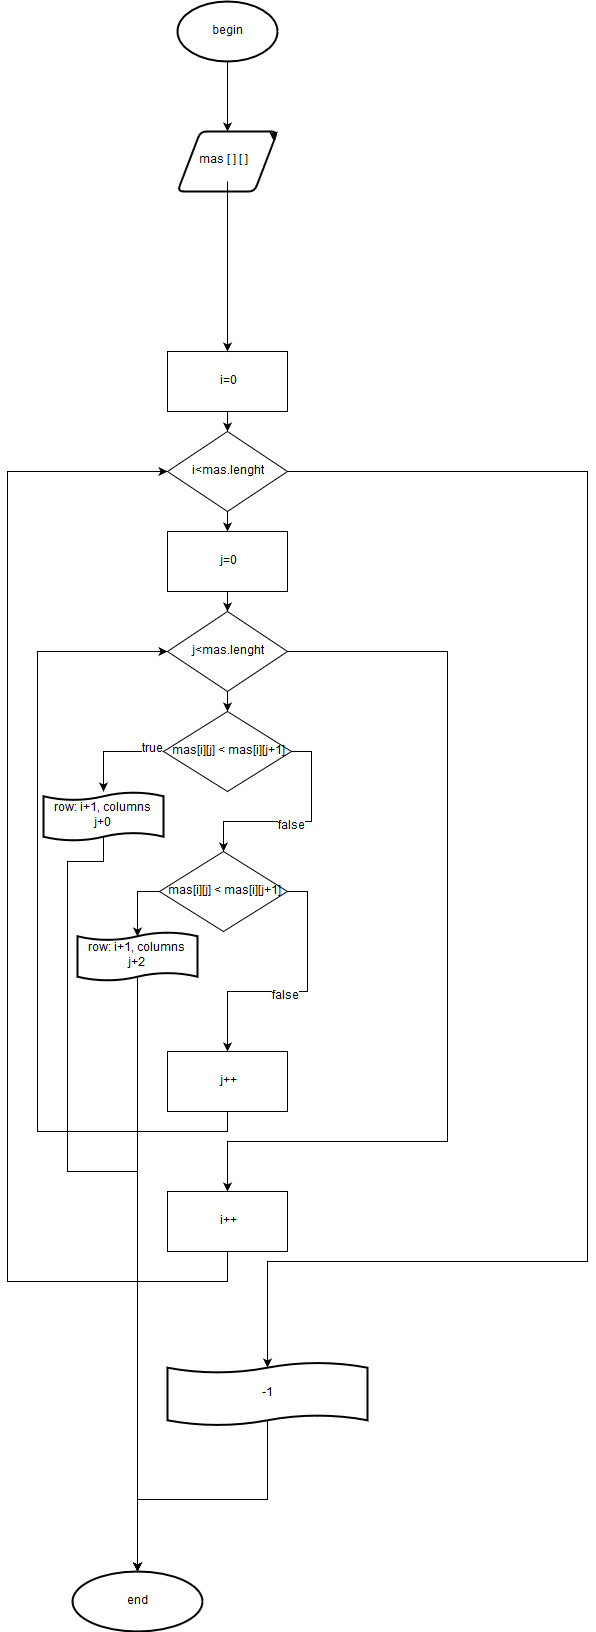 begin
mas [ ] [ ]
i=0
i<mas.lenght
j=0
j<mas.lenght
true
mas[i][j] < mas[i][j+1]
row: i+1, columns
j+0
false
mas[i][j] < mas[i][j+1]
row: i+1, columns
j+2
false
j++
i++
-1
end